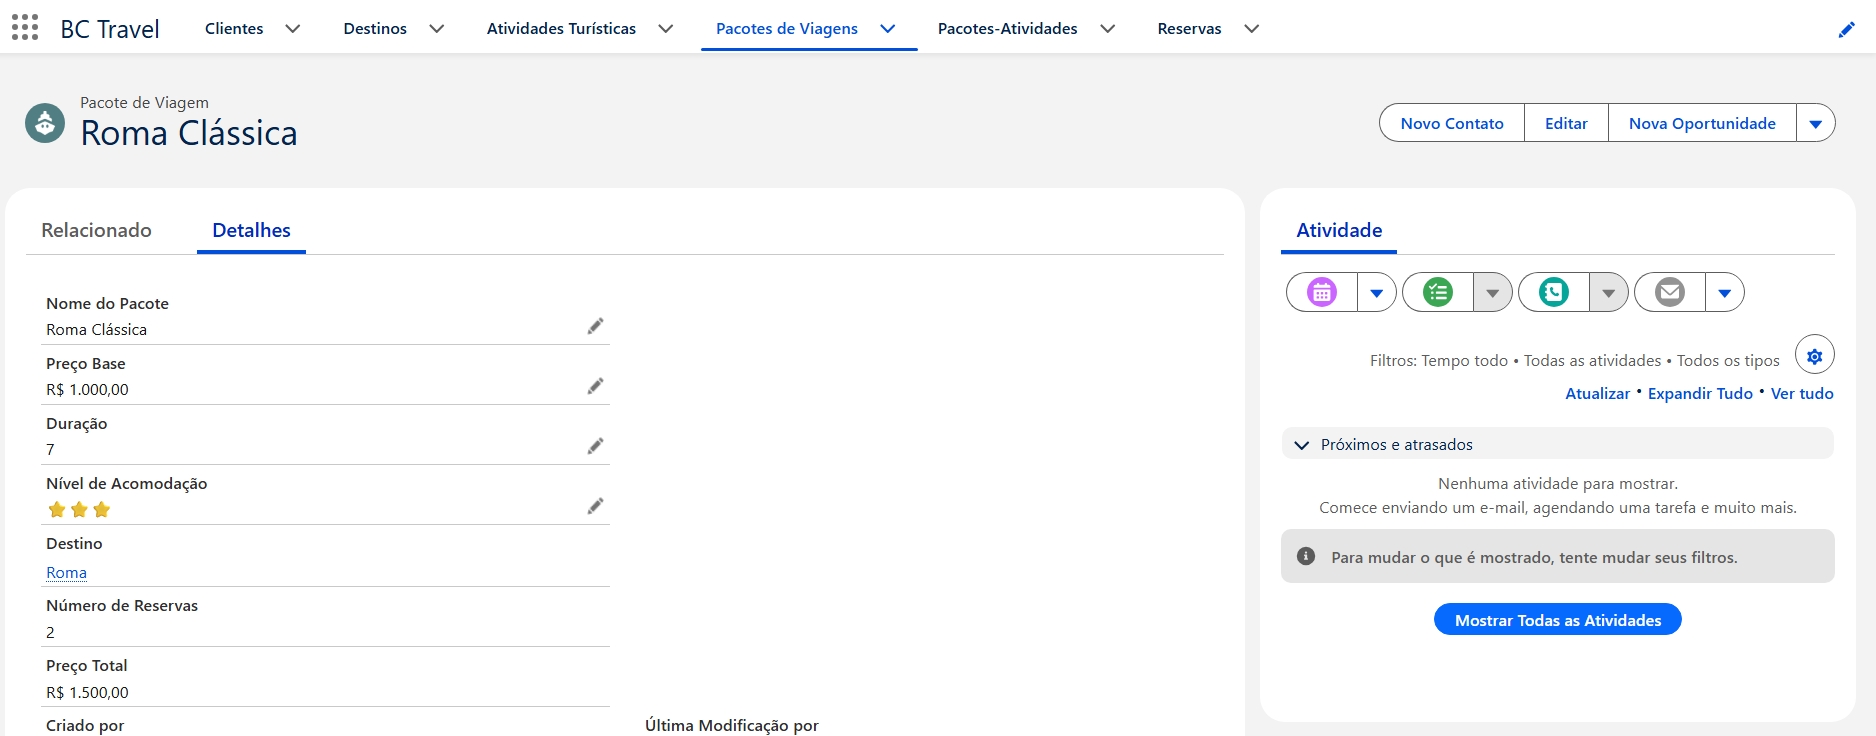 BC Travel Clientes Destinos Atividades Turísticas Pacotes de Viagens Pacotes-Atividades Reservas
Pacote de Viagem
Roma Clássica
Novo Contato Editar Nova Oportunidade
Relacionado Detalhes
Nome do Pacote
Roma Clássica
Preço Base
R$ 1.000,00
Duração
7
Nível de Acomodação
Destino
Roma
Número de Reservas
2
Preço Total
R$ 1.500,00
Criado por Última Modificação por
Atividade
Filtros: Tempo todo • Todas as atividades • Todos os tipos
Atualizar • Expandir Tudo • Ver tudo
Próximos e atrasados
Nenhuma atividade para mostrar.
Comece enviando um e-mail, agendando uma tarefa e muito mais.
Para mudar o que é mostrado, tente mudar seus filtros.
Mostrar Todas as Atividades